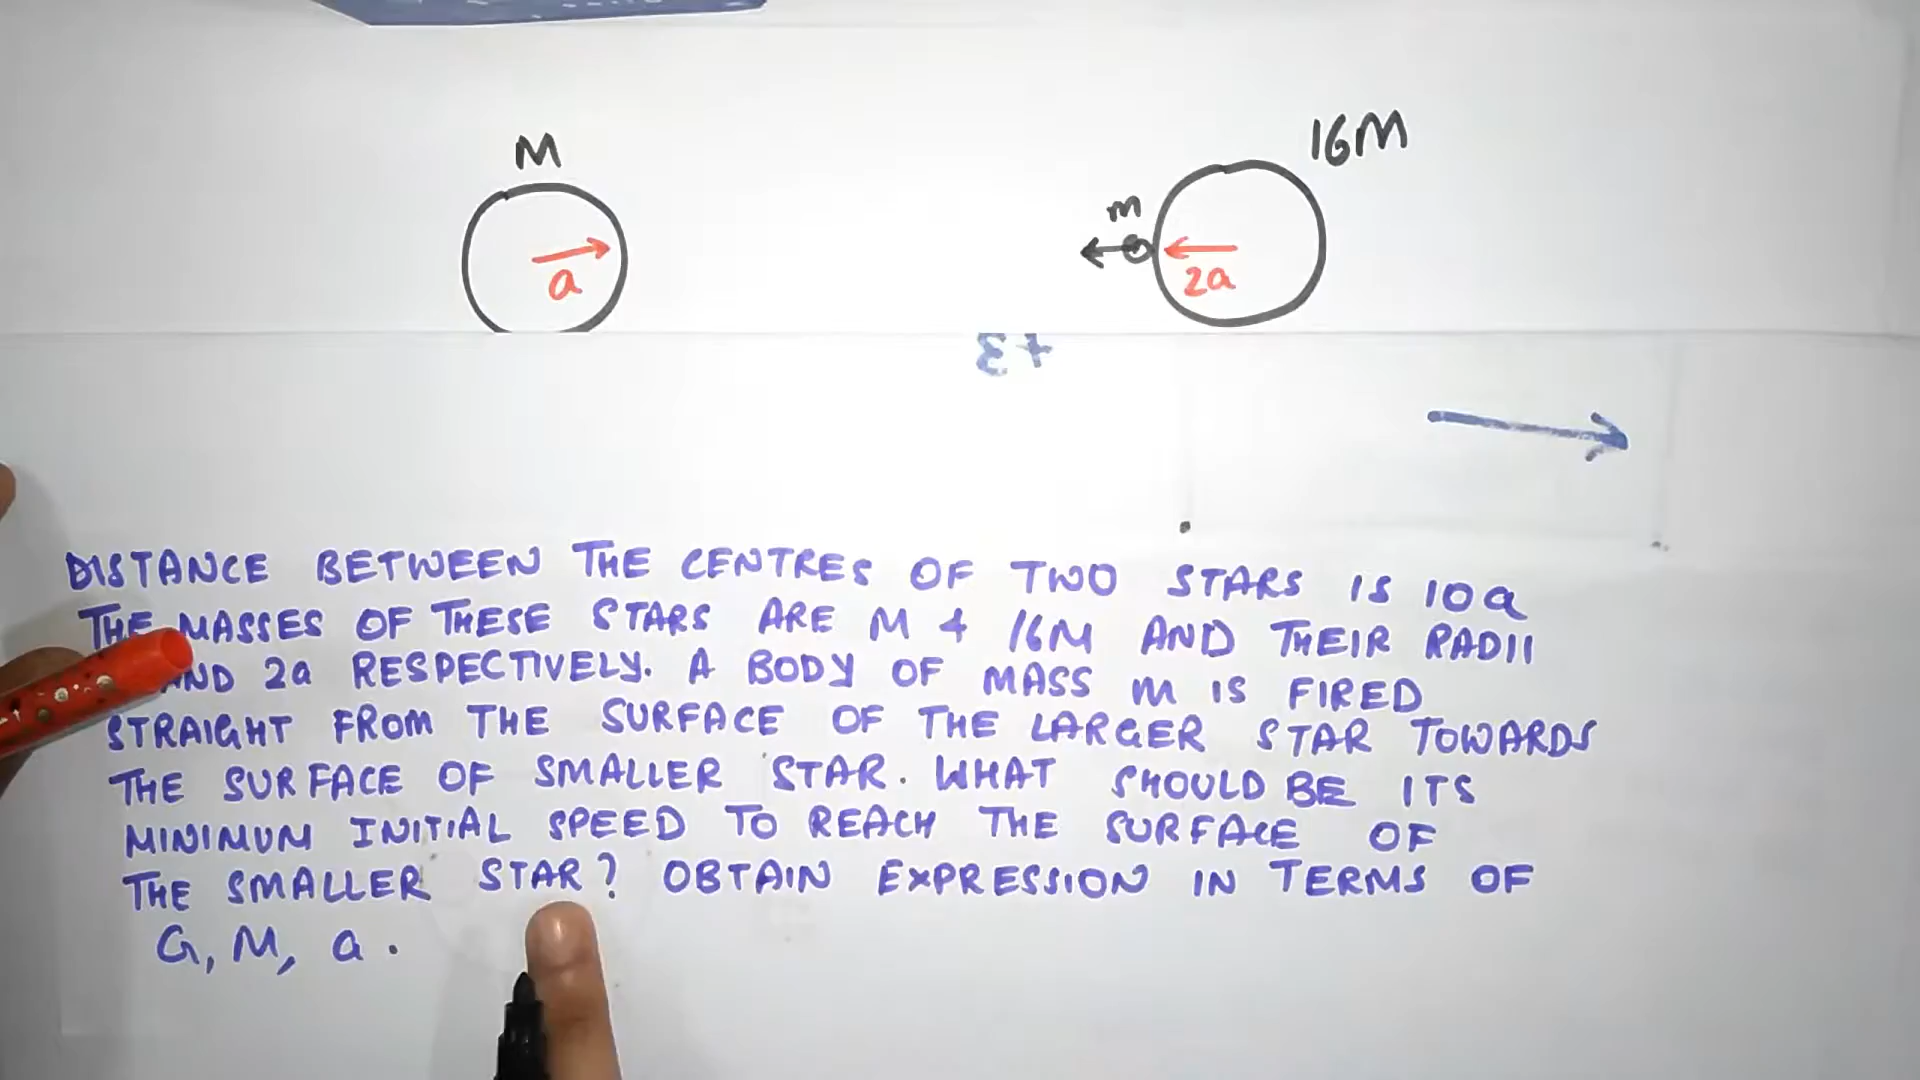 M
16M
m
a
2a
DISTANCE BETWEEN THE CENTRES OF TWO STARS IS 10a
THE MASSES OF THESE STARS ARE M & 16M AND THEIR RADII
AND 2a RESPECTIVELY. A BODY OF MASS m IS FIRED
STRAIGHT FROM THE SURFACE OF THE LARGER STAR TOWARDS
THE SURFACE OF SMALLER STAR. WHAT SHOULD BE ITS
MINIMUM INITIAL SPEED TO REACH THE SURFACE OF
THE SMALLER STAR? OBTAIN EXPRESSION IN TERMS OF
G, M, a.